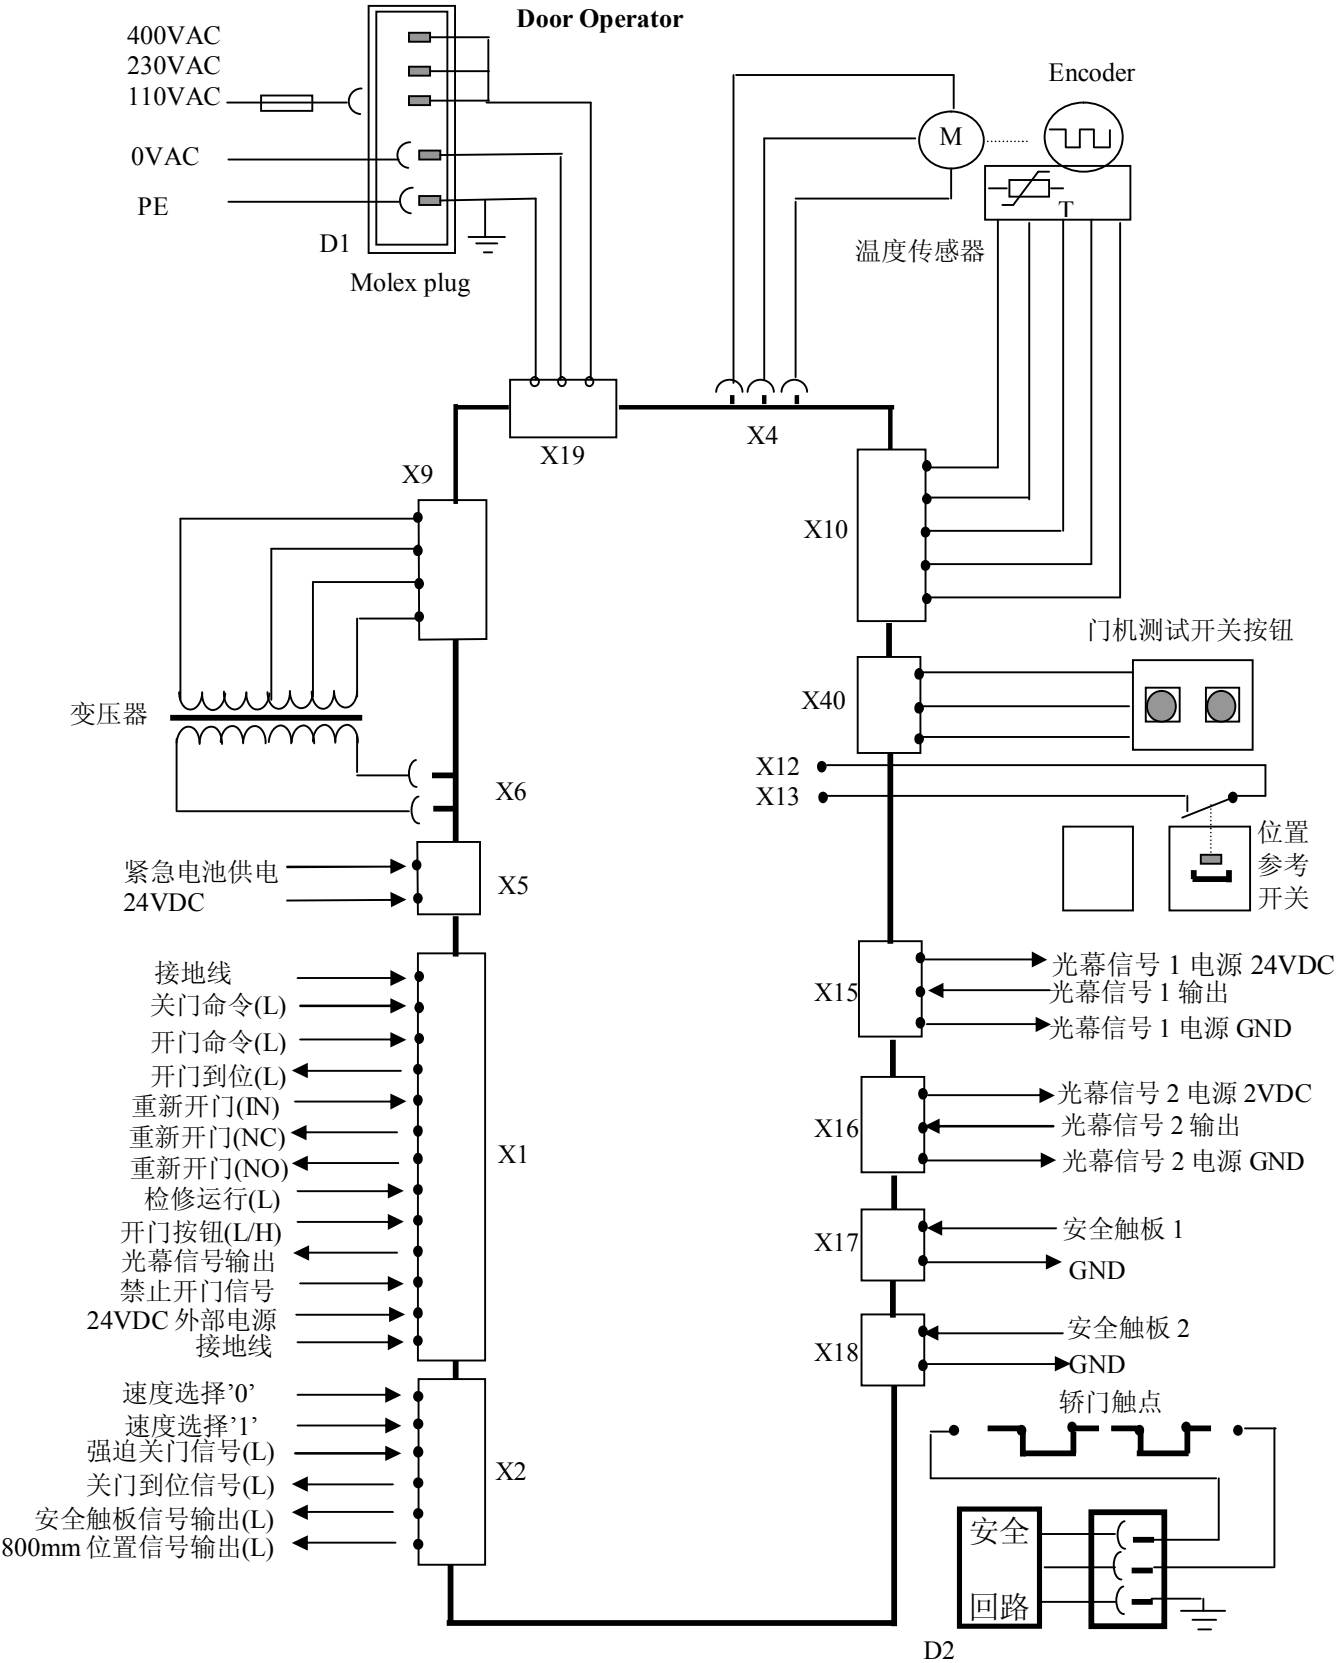 Door Operator
400VAC
230VAC
110VAC
0VAC
PE
D1
Molex plug
Encoder
M
T
温度传感器
X19
X4
X9
X10
门机测试开关按钮
X40
变压器
X12
X13
X6
位置
参考
开关
紧急电池供电
24VDC
X5
接地线
关门命令(L)
开门命令(L)
开门到位(L)
重新开门(IN)
重新开门(NC)
重新开门(NO)
检修运行(L)
开门按钮(L/H)
光幕信号输出
禁止开门信号
24VDC 外部电源
接地线
X1
X15
光幕信号 1 电源 24VDC
光幕信号 1 输出
光幕信号 1 电源 GND
X16
光幕信号 2 电源 2VDC
光幕信号 2 输出
光幕信号 2 电源 GND
X17
安全触板 1
GND
X18
安全触板 2
GND
速度选择’0’
速度选择’1’
强迫关门信号(L)
关门到位信号(L)
安全触板信号输出(L)
800mm 位置信号输出(L)
X2
轿门触点
安全
回路
D2